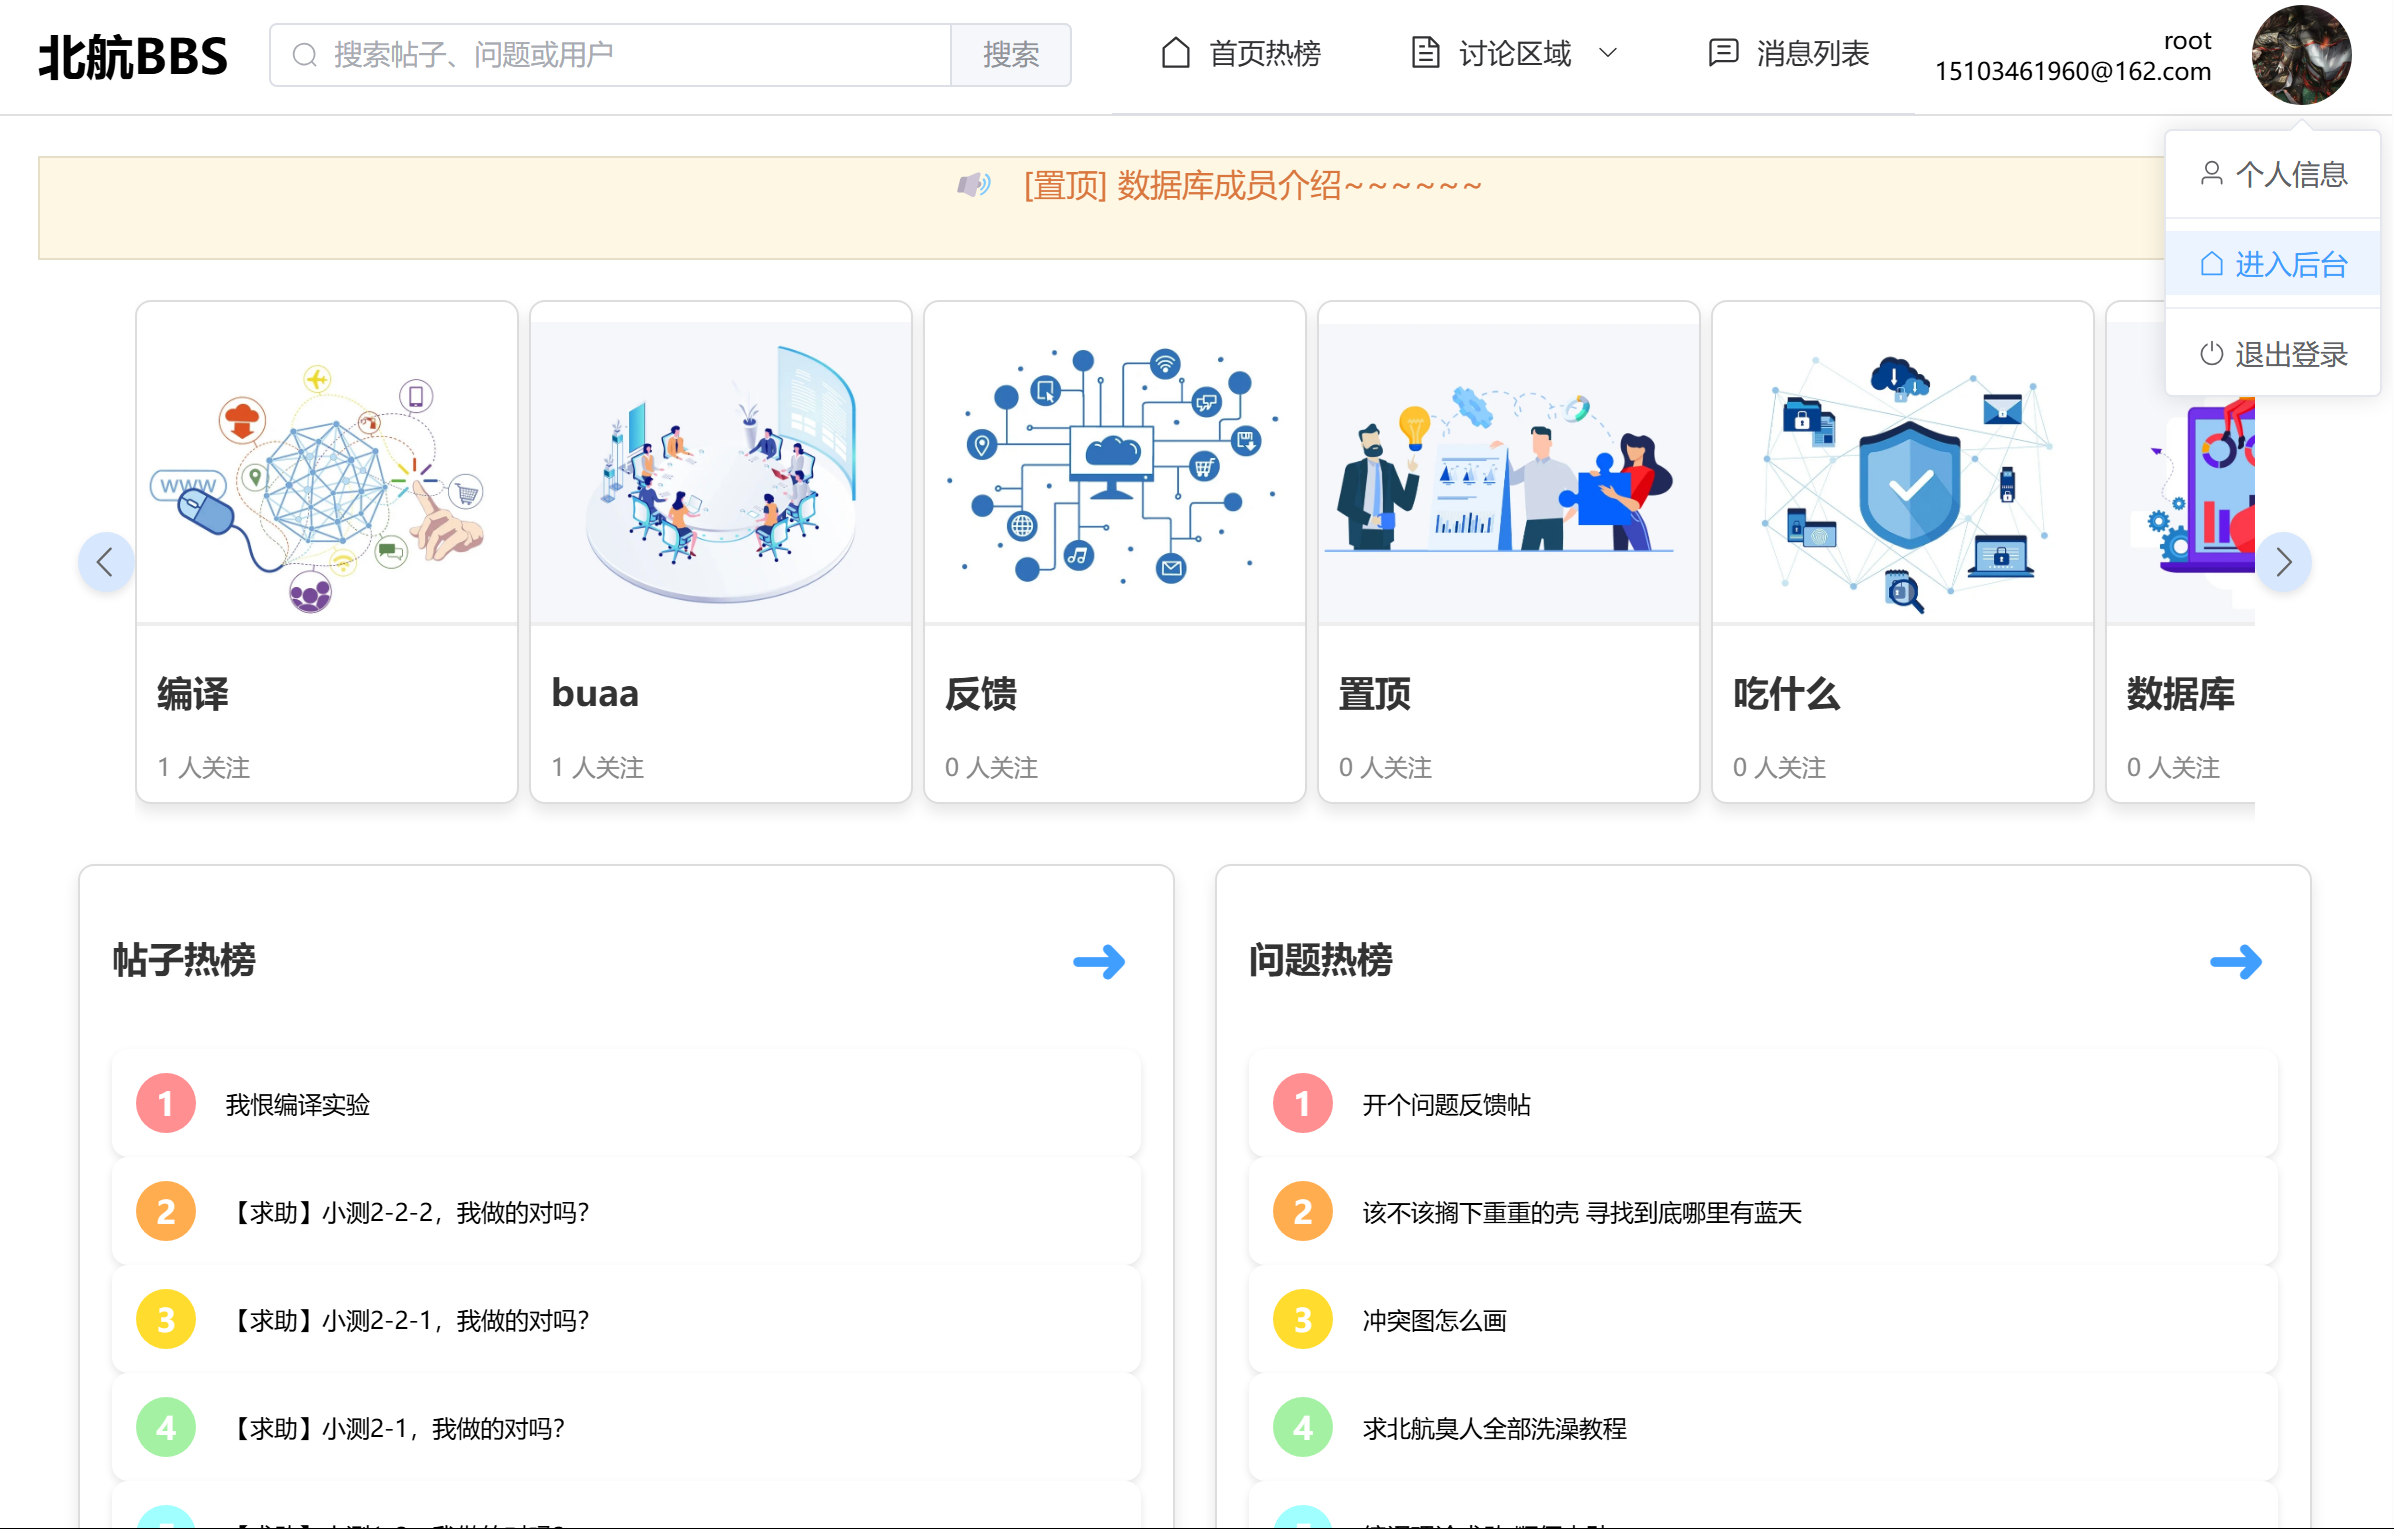 北航BBS
搜索帖子、问题或用户
搜索
首页热榜
讨论区域
消息列表
root
15103461960@162.com
个人信息
进入后台
退出登录
[置顶] 数据库成员介绍~~~~~~
www
编译
1 人关注
buaa
1 人关注
反馈
0 人关注
置顶
0 人关注
吃什么
0 人关注
数据库
0 人关注
帖子热榜
1 我恨编译实验
2 【求助】小测2-2-2，我做的对吗？
3 【求助】小测2-2-1，我做的对吗？
4 【求助】小测2-1，我做的对吗？
问题热榜
1 开个问题反馈帖
2 该不该搁下重重的壳 寻找到底哪里有蓝天
3 冲突图怎么画
4 求北航臭人全部洗澡教程